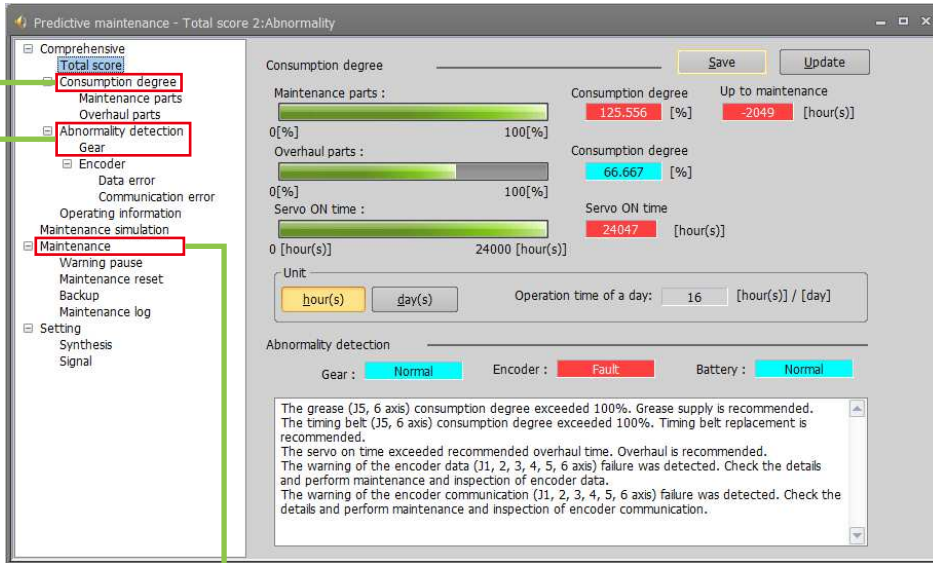 Predictive maintenance - Total score 2:Abnormality
Comprehensive
Total score
Consumption degree
Maintenance parts
Overhaul parts
Abnormality detection
Gear
Encoder
Data error
Communication error
Operating information
Maintenance simulation
Maintenance
Warning pause
Maintenance reset
Backup
Maintenance log
Setting
Synthesis
Signal
Consumption degree
Save
Update
Maintenance parts :
Consumption degree
Up to maintenance
125.556 [%]
-2049 [hour(s)]
0[%] 100[%]
Overhaul parts :
Consumption degree
66.667 [%]
0[%] 100[%]
Servo ON time :
Servo ON time
24047 [hour(s)]
0 [hour(s)] 24000 [hour(s)]
Unit
hour(s) day(s) Operation time of a day: 16 [hour(s)] / [day]
Abnormality detection
Gear : Normal Encoder : Fault Battery : Normal
The grease (J5, 6 axis) consumption degree exceeded 100%. Grease supply is recommended.
The timing belt (J5, 6 axis) consumption degree exceeded 100%. Timing belt replacement is
recommended.
The servo on time exceeded recommended overhaul time. Overhaul is recommended.
The warning of the encoder data (J1, 2, 3, 4, 5, 6 axis) failure was detected. Check the details
and perform maintenance and inspection of encoder data.
The warning of the encoder communication (J1, 2, 3, 4, 5, 6 axis) failure was detected. Check the
details and perform maintenance and inspection of encoder communication.